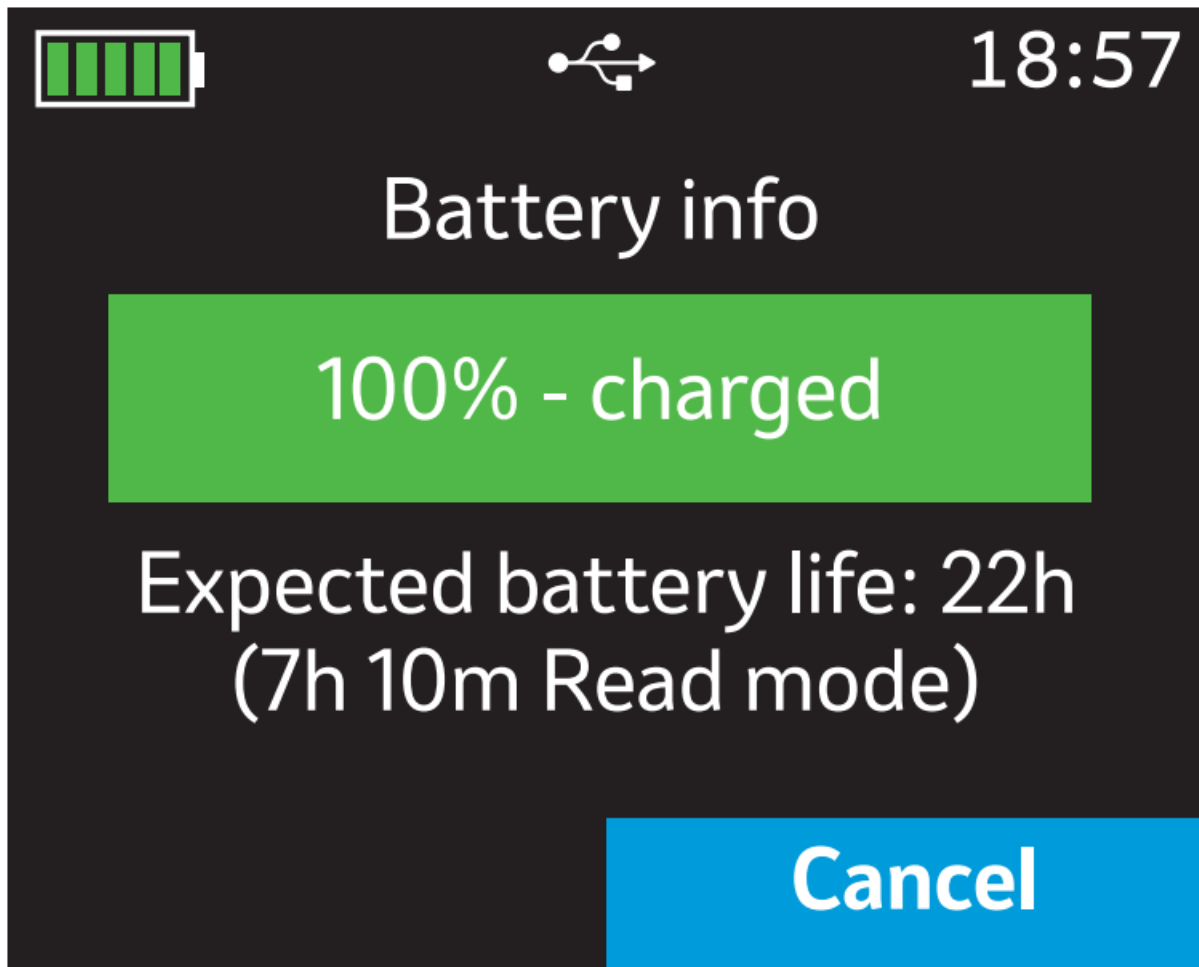 18:57
Battery info
100% - charged
Expected battery life: 22h
(7h 10m Read mode)
Cancel